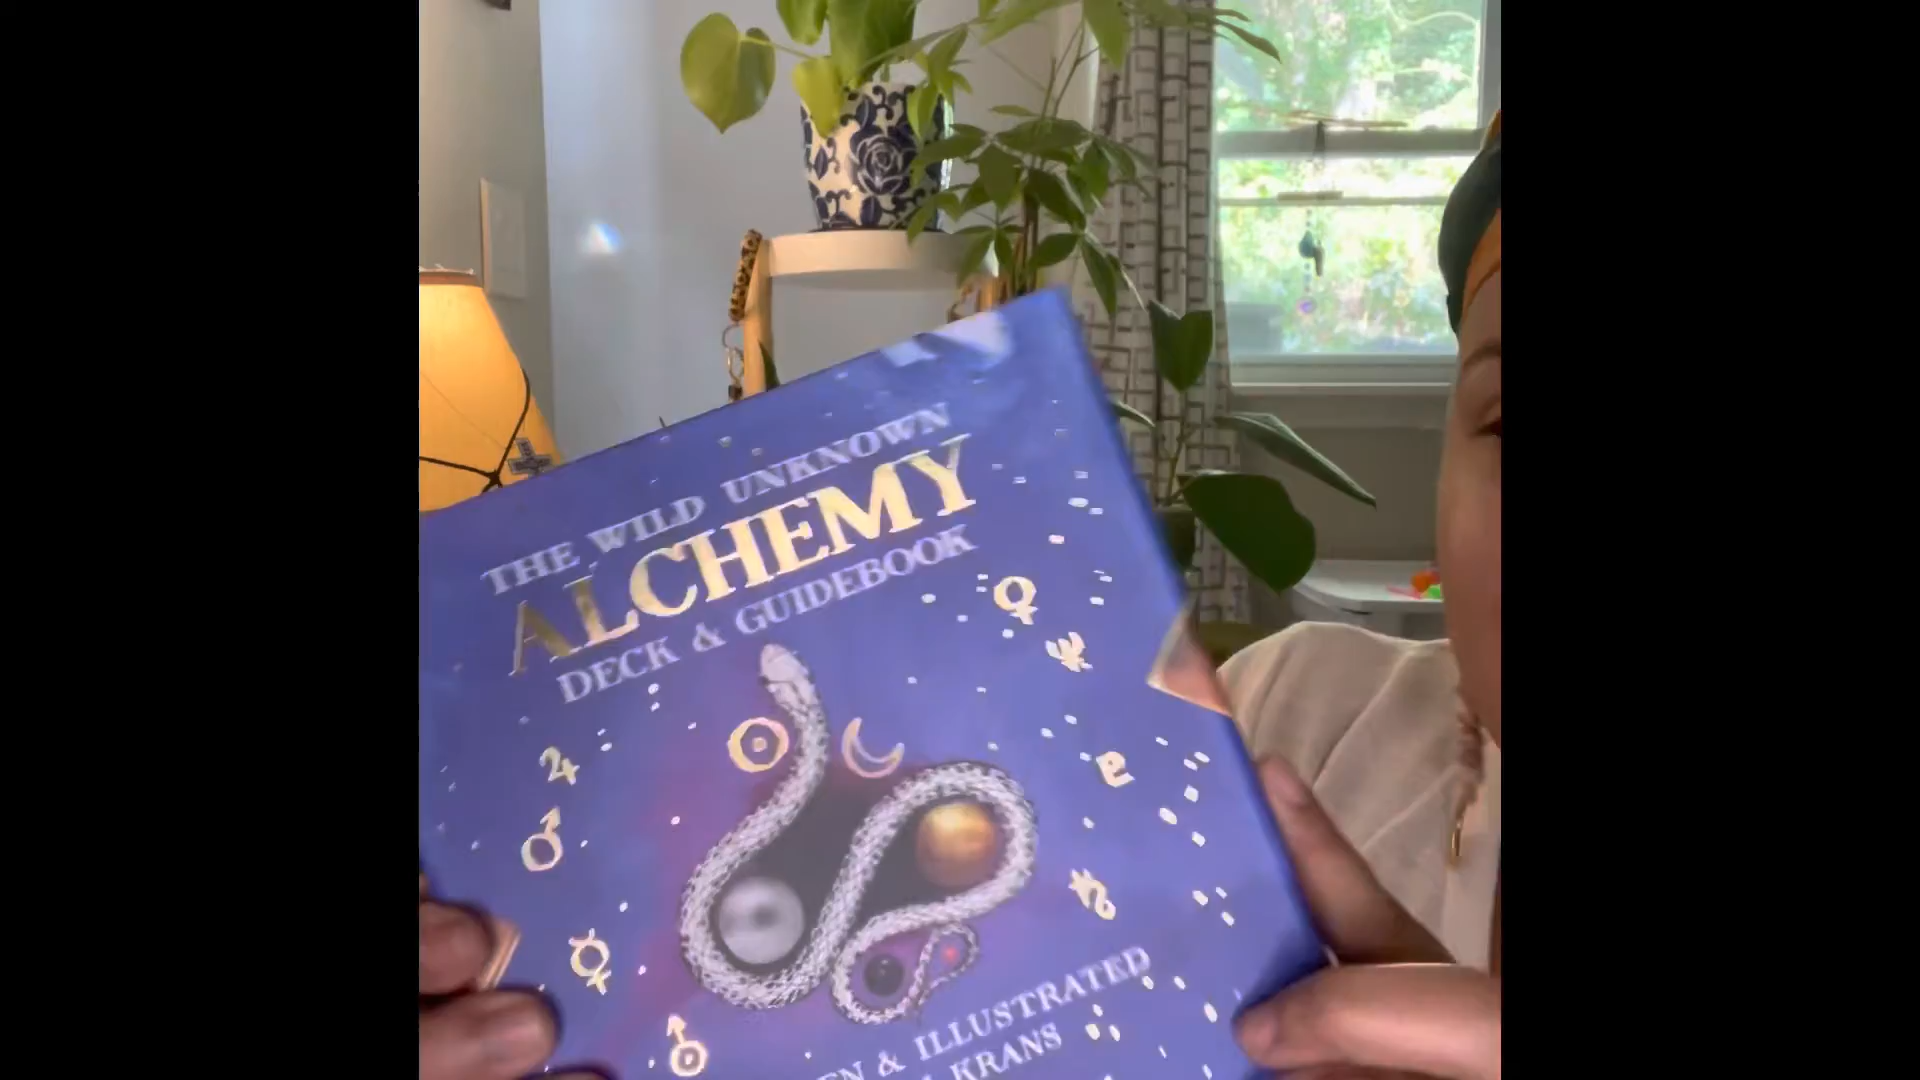 THE WILD UNKNOWN
ALCHEMY
DECK & GUIDEBOOK
& ILLUSTRATED
KRANS